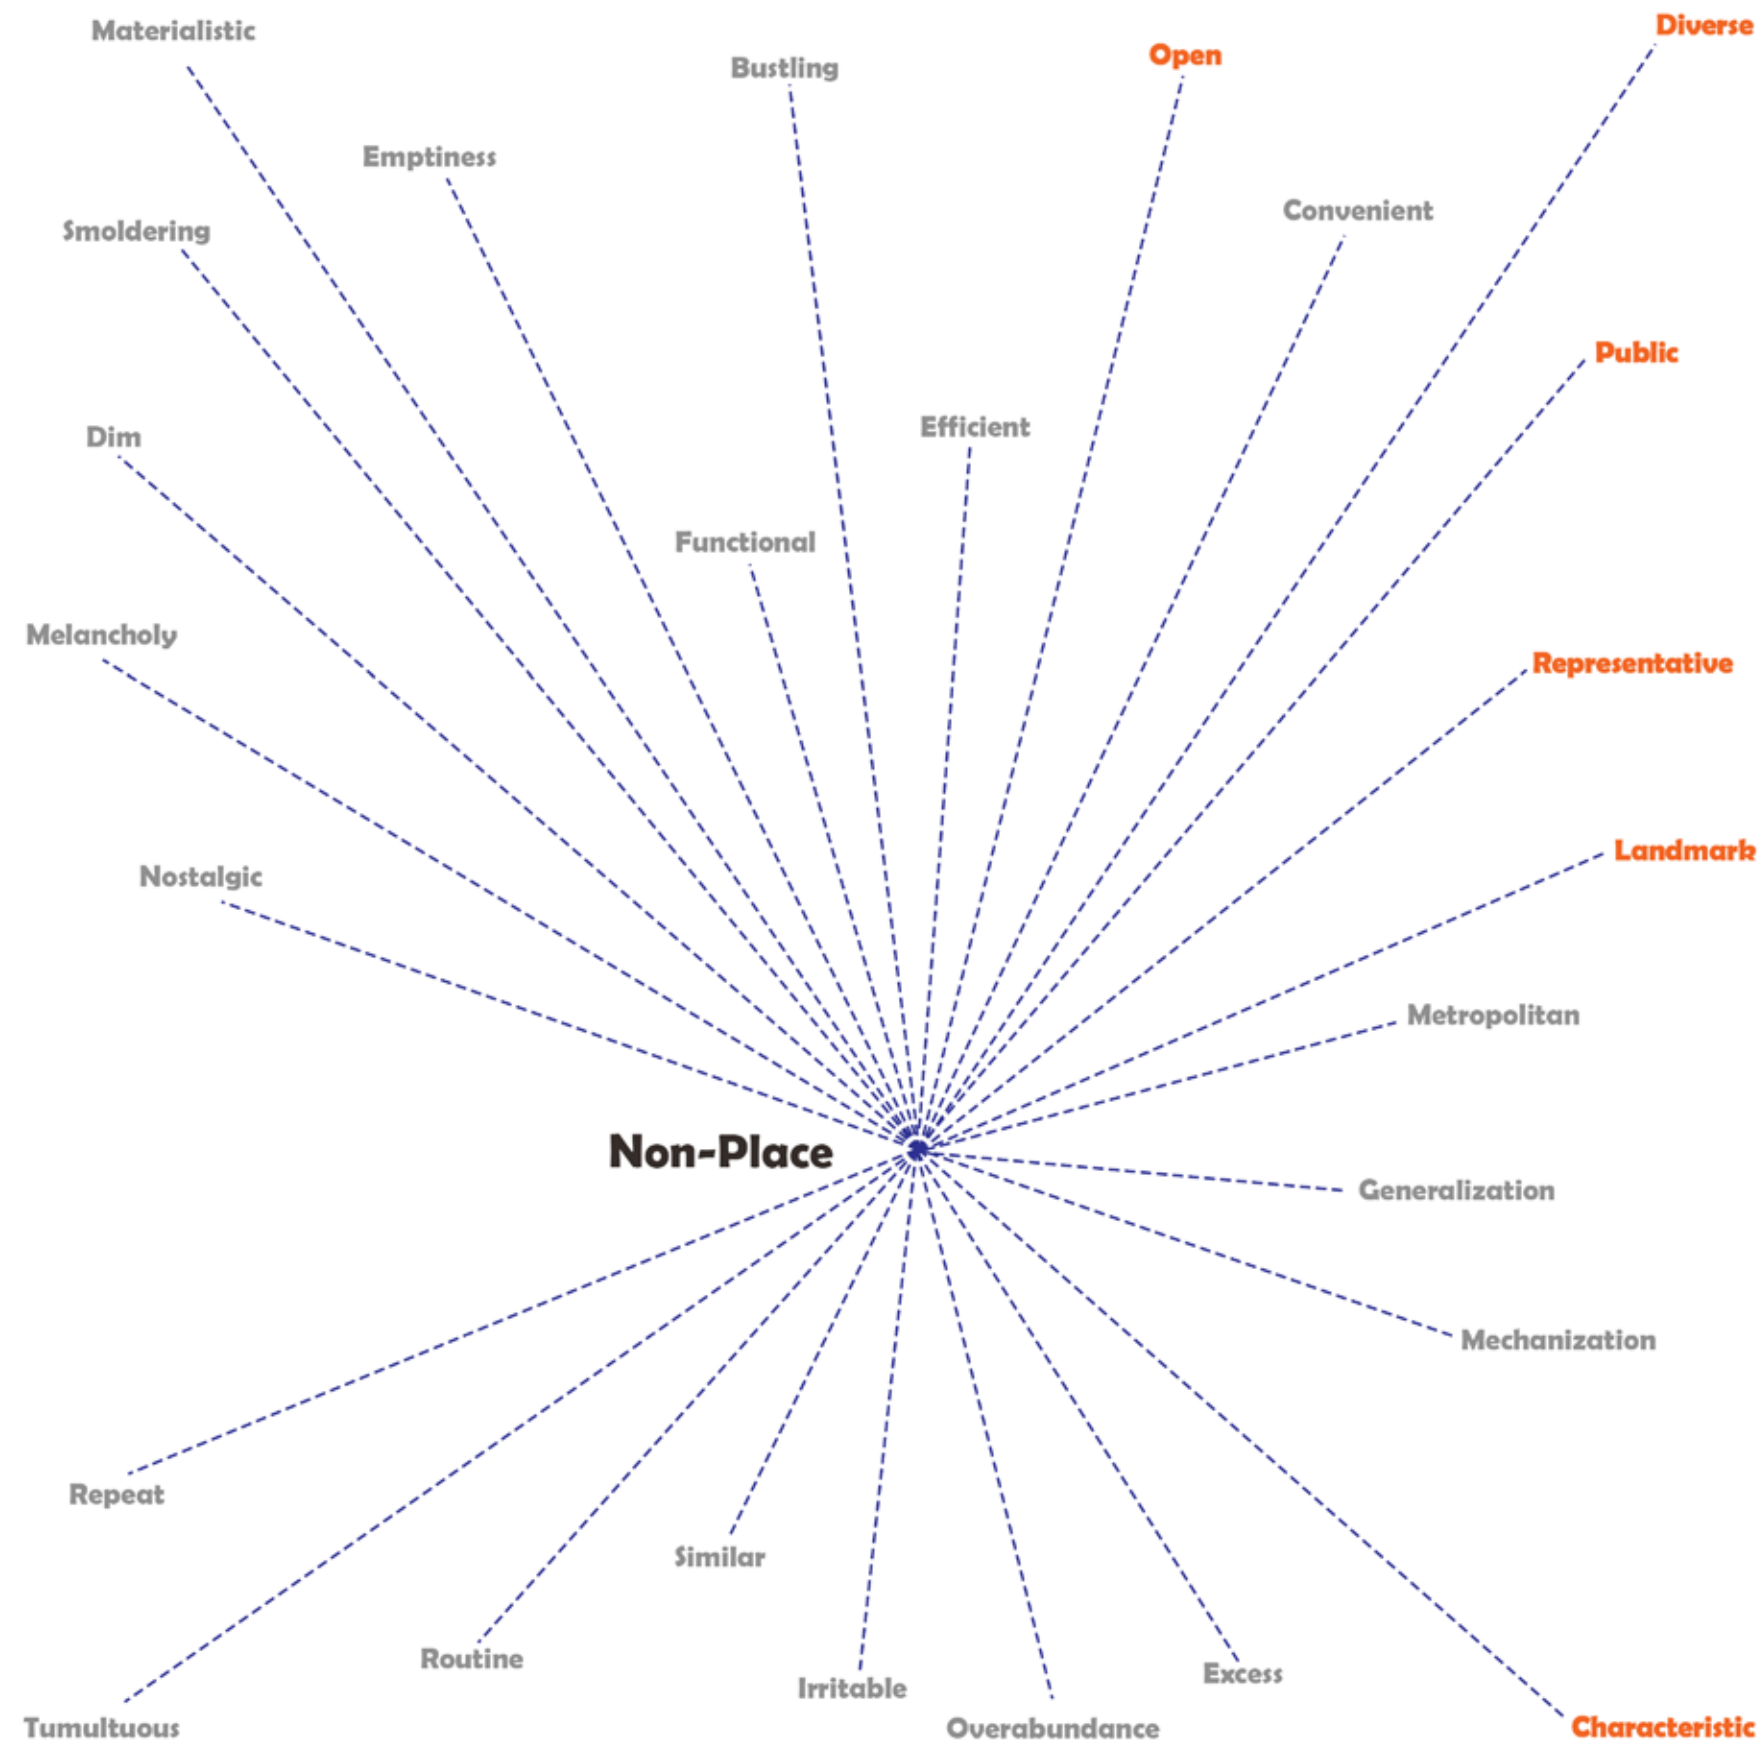 Diverse
Materialistic
Open
Bustling
Emptiness
Convenient
Smoldering
Public
Efficient
Dim
Functional
Melancholy
Representative
Landmark
Nostalgic
Metropolitan
Non-Place
Generalization
Mechanization
Repeat
Similar
Routine
Excess
Irritable
Tumultuous
Overabundance
Characteristic